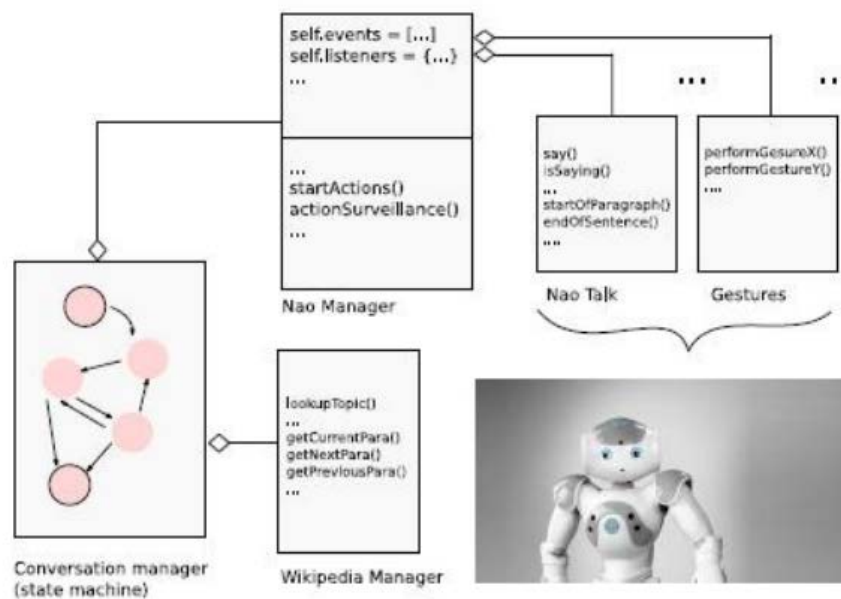 self.events = [...]
self.listeners = {...}
...
...
startActions()
actionSurveillance()
...
Nao Manager
... ..
say()
isSaying()
...
startOfParagraph()
endOfSentence()
....
Nao Talk
performGesureX()
performGestureY()
....
Gestures
Conversation manager
(state machine)
lookupTopic()
...
getCurrentPara()
getNextPara()
getPreviousPara()
...
Wikipedia Manager